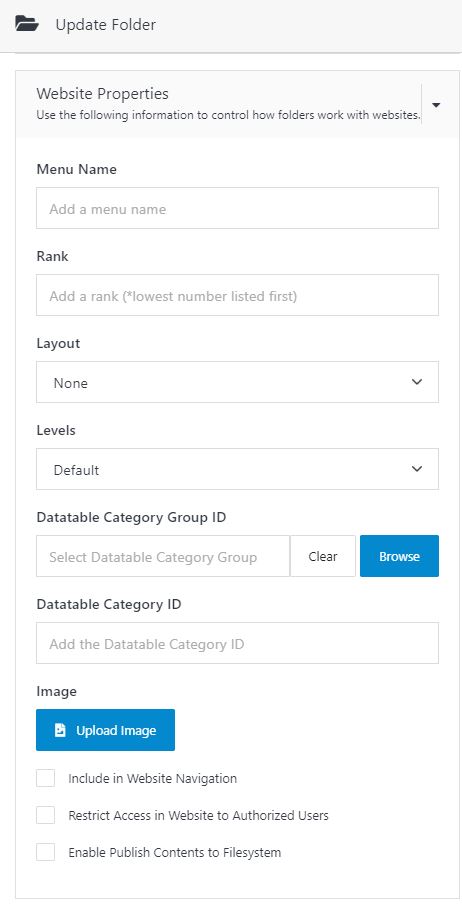 Update Folder
Website Properties
Use the following information to control how folders work with websites.
Menu Name
Add a menu name
Rank
Add a rank (*lowest number listed first)
Layout
None
Levels
Default
Datatable Category Group ID
Select Datatable Category Group
Clear
Browse
Datatable Category ID
Add the Datatable Category ID
Image
Upload Image
Include in Website Navigation
Restrict Access in Website to Authorized Users
Enable Publish Contents to Filesystem